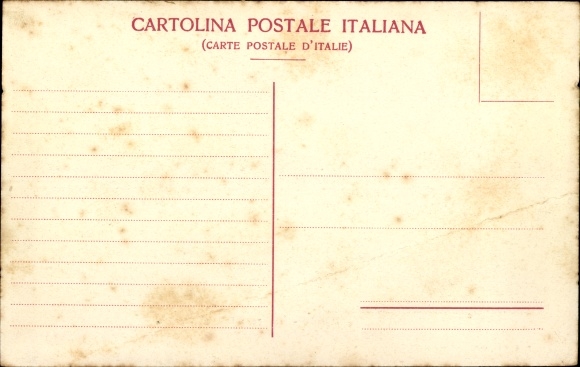 CARTOLINA POSTALE ITALIANA
(CARTE POSTALE D'ITALIE)